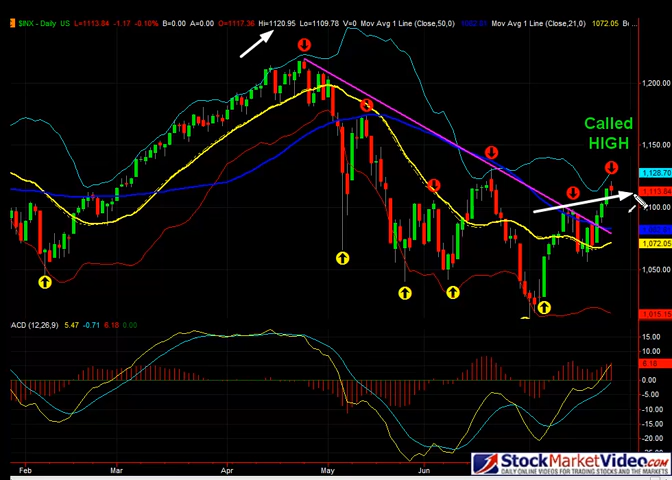 $INX - Daily US L=1113.84 -1.17 -0.10% B=0.00 A=0.00 O=1117.36 Hi=1120.95 Lo=1109.78 V=0 Mov Avg 1 Line (Close,50,0) Mov Avg 1 Line (Close,21,0) 1072.05
1,200.00
Called
HIGH
1,150.00
1,128.70
1,113.84
1,072.05
1,050.00
1,015.15
ACD (12,26,9) 5.47 -0.71 6.18 0.00
15.00
10.00
6.18
0.00
-5.00
-10.00
-15.00
-20.00
-25.00
Feb Mar Apr May Jun
StockMarketVideo.com
DAILY ONLINE VIDEOS FOR TRADING STOCKS AND THE MARKETS